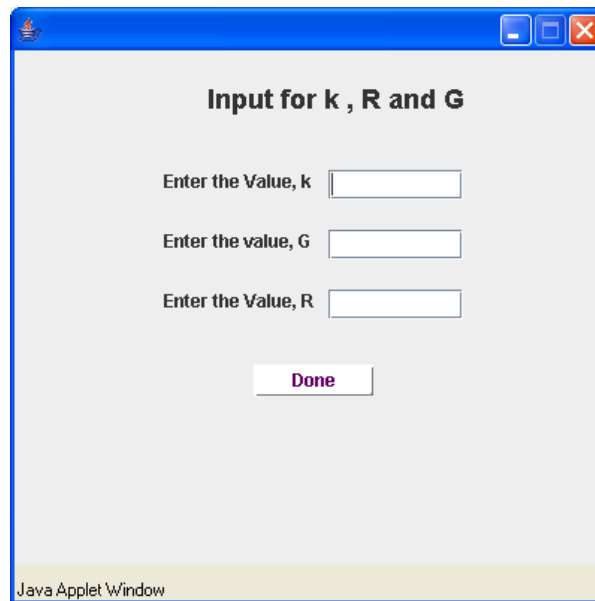 Input for k , R and G
Enter the Value, k
Enter the value, G
Enter the Value, R
Done
Java Applet Window